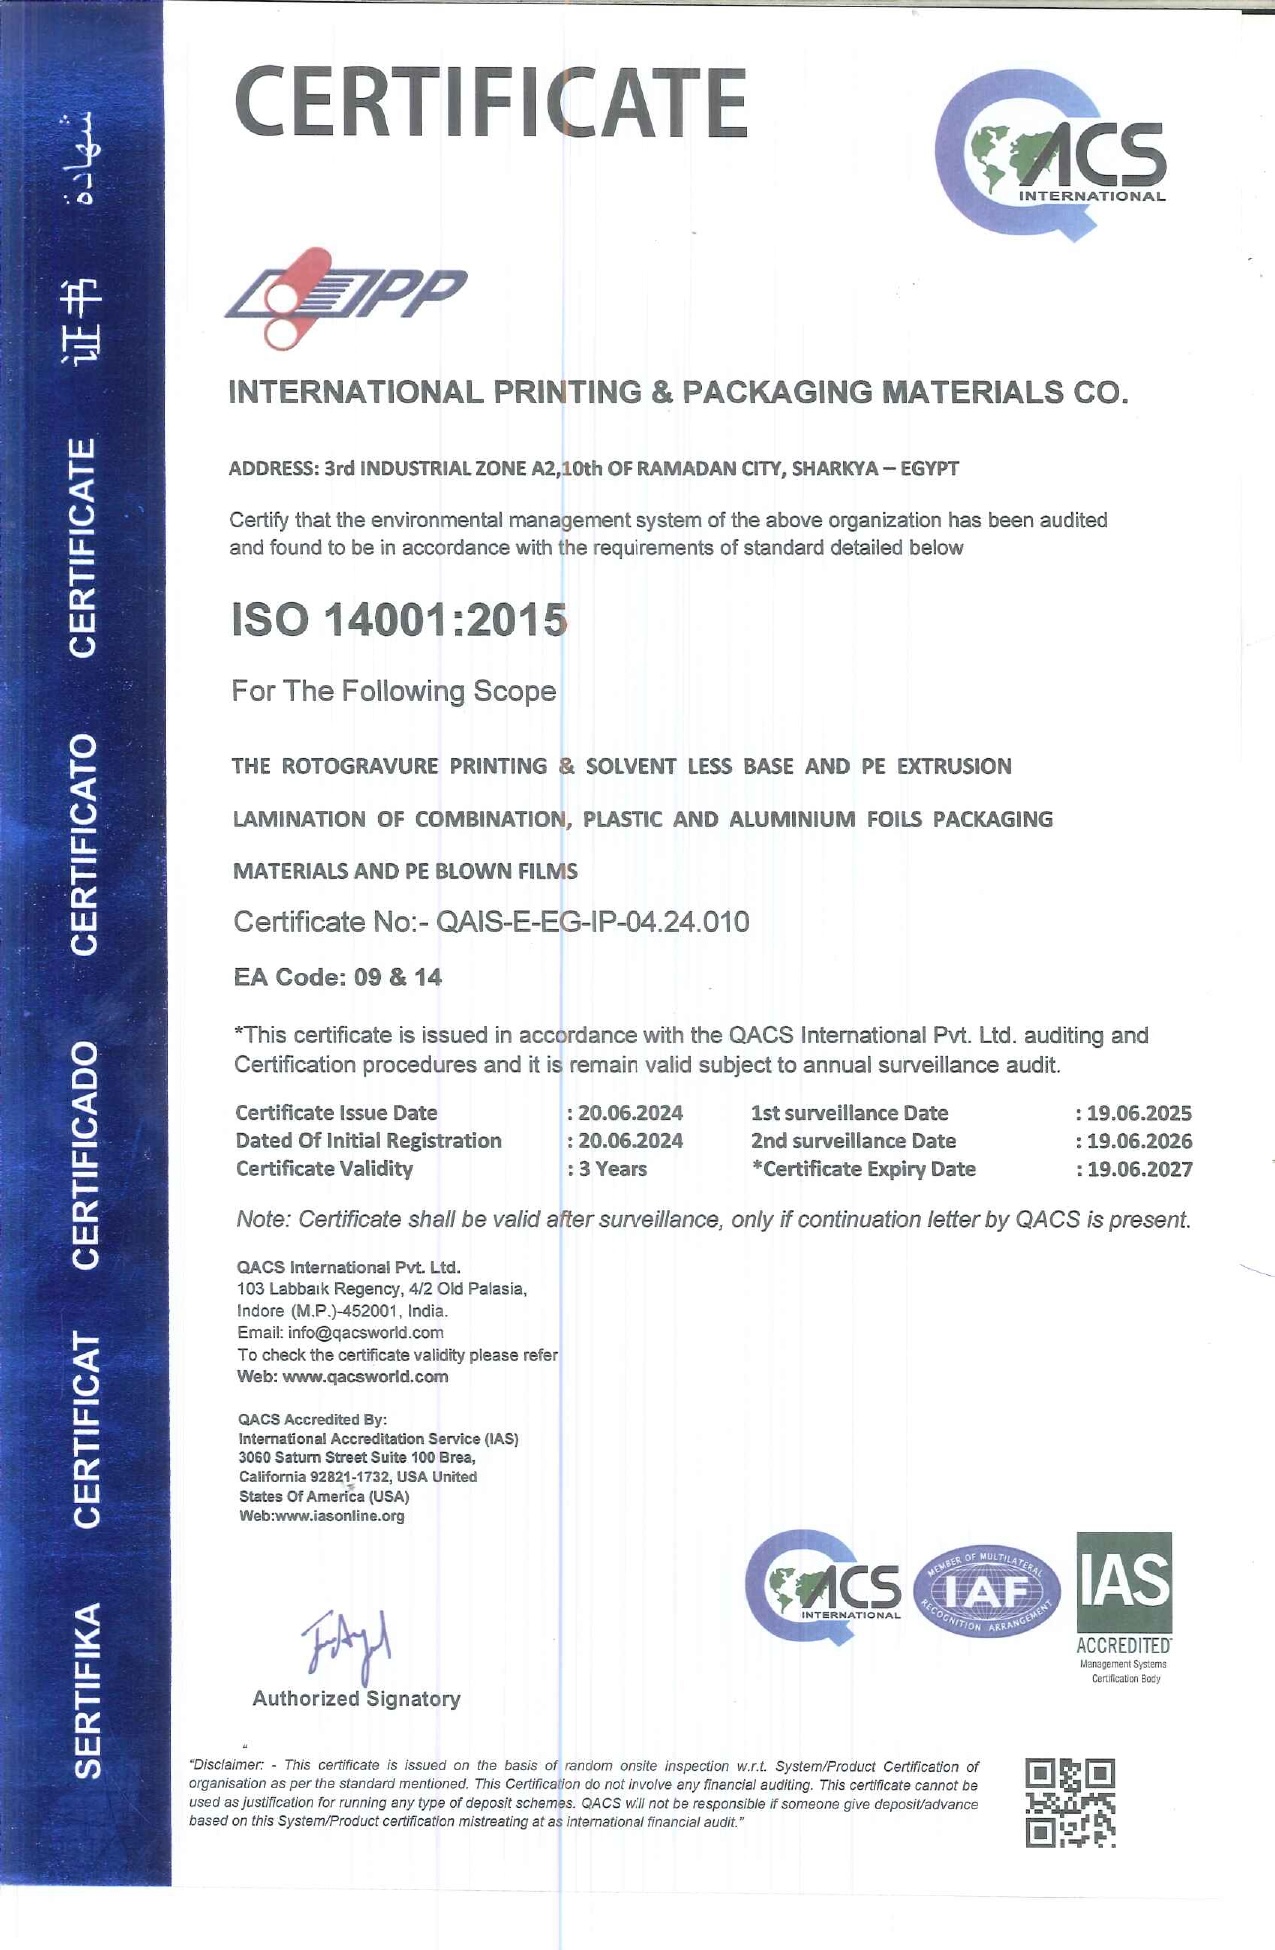 CERTIFICATE
QACS
INTERNATIONAL
IPP
INTERNATIONAL PRINTING & PACKAGING MATERIALS CO.
ADDRESS: 3rd INDUSTRIAL ZONE A2,10th OF RAMADAN CITY, SHARKYA – EGYPT
Certify that the environmental management system of the above organization has been audited
and found to be in accordance with the requirements of standard detailed below
ISO 14001:2015
For The Following Scope
THE ROTOGRAVURE PRINTING & SOLVENT LESS BASE AND PE EXTRUSION
LAMINATION OF COMBINATION, PLASTIC AND ALUMINIUM FOILS PACKAGING
MATERIALS AND PE BLOWN FILMS
Certificate No:- QAIS-E-EG-IP-04.24.010
EA Code: 09 & 14
*This certificate is issued in accordance with the QACS International Pvt. Ltd. auditing and
Certification procedures and it is remain valid subject to annual surveillance audit.
Certificate Issue Date : 20.06.2024 1st surveillance Date : 19.06.2025
Dated Of Initial Registration : 20.06.2024 2nd surveillance Date : 19.06.2026
Certificate Validity : 3 Years *Certificate Expiry Date : 19.06.2027
Note: Certificate shall be valid after surveillance, only if continuation letter by QACS is present.
QACS International Pvt. Ltd.
103 Labbaik Regency, 4/2 Old Palasia,
Indore (M.P.)-452001, India.
Email: info@qacsworld.com
To check the certificate validity please refer
Web: www.qacsworld.com
QACS Accredited By:
International Accreditation Service (IAS)
3060 Saturn Street Suite 100 Brea,
California 92821-1732, USA United
States Of America (USA)
Web:www.iasonline.org
QACS
INTERNATIONAL
MEMBER OF MULTILATERAL
IAF
RECOGNITION ARRANGEMENT
IAS
ACCREDITED
Management Systems
Certification Body
Authorized Signatory
"Disclaimer: - This certificate is issued on the basis of random onsite inspection w.r.t. System/Product Certification of
organisation as per the standard mentioned. This Certification do not involve any financial auditing. This certificate cannot be
used as justification for running any type of deposit schemes. QACS will not be responsible if someone give deposit/advance
based on this System/Product certification mistreating at as international financial audit."
SERTIFIKA CERTIFICAT CERTIFICADO CERTIFICATO CERTIFICATE 证书 شهادة